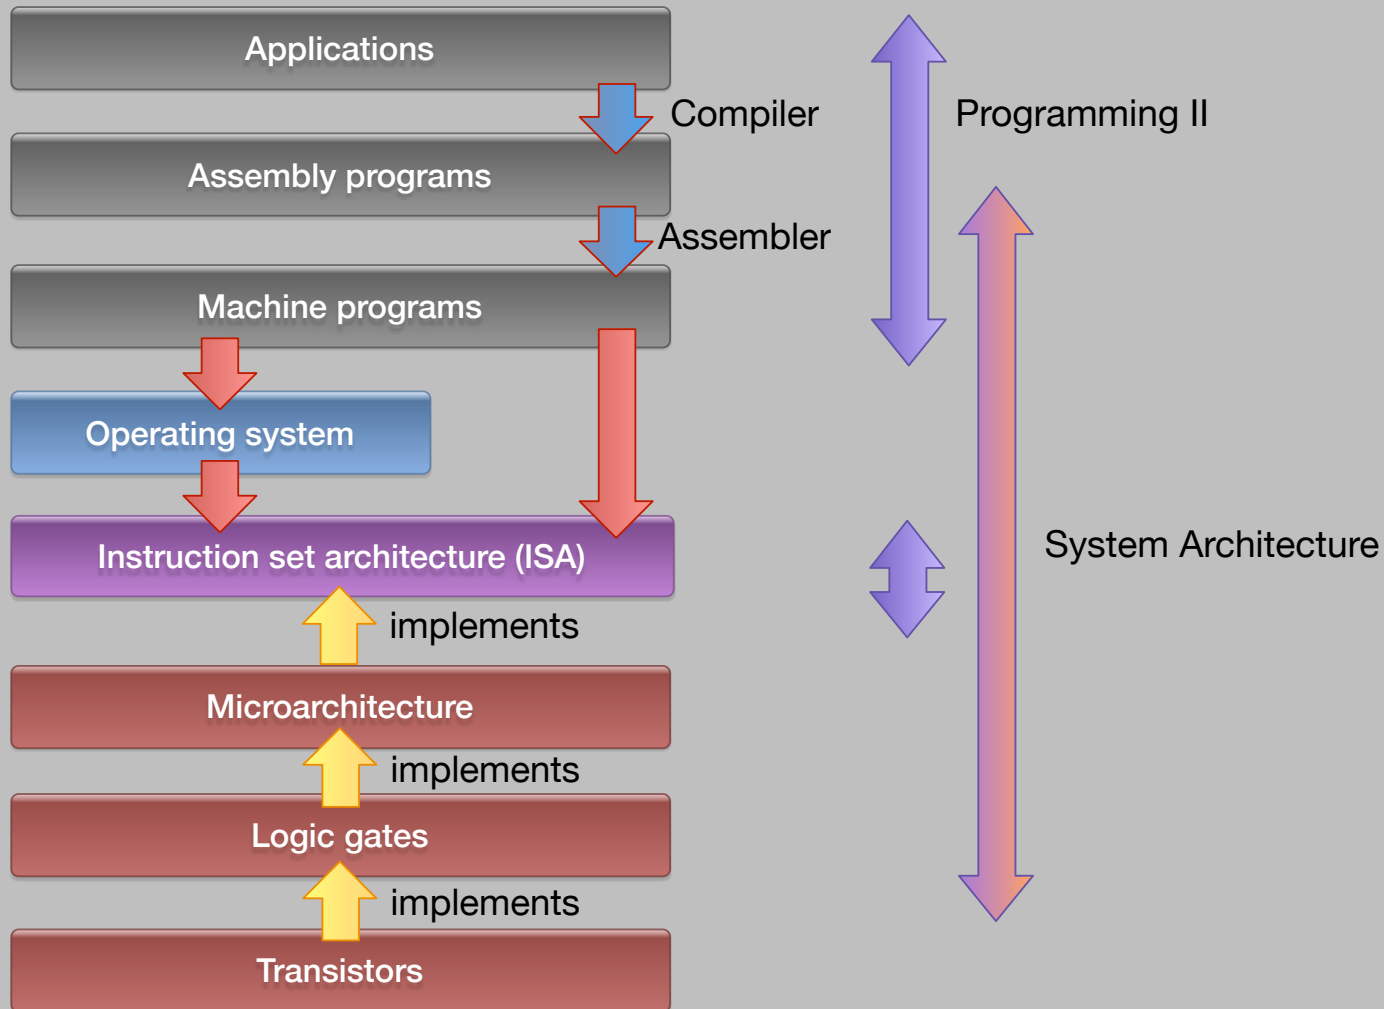 Applications
Compiler
Programming II
Assembly programs
Assembler
Machine programs
Operating system
Instruction set architecture (ISA)
System Architecture
implements
Microarchitecture
implements
Logic gates
implements
Transistors